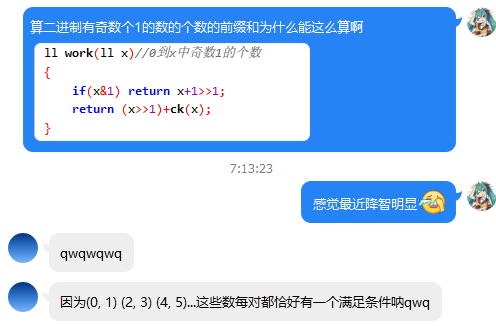 算二进制有奇数个1的数的个数的前缀和为什么能这么算啊
ll work(ll x)//0到x中奇数1的个数
{
if(x&1) return x+1>>1;
return (x>>1)+ck(x);
}
7:13:23
感觉最近降智明显
qwqwqwq
因为(0, 1) (2, 3) (4, 5)...这些数每对都恰好有一个满足条件呐qwq